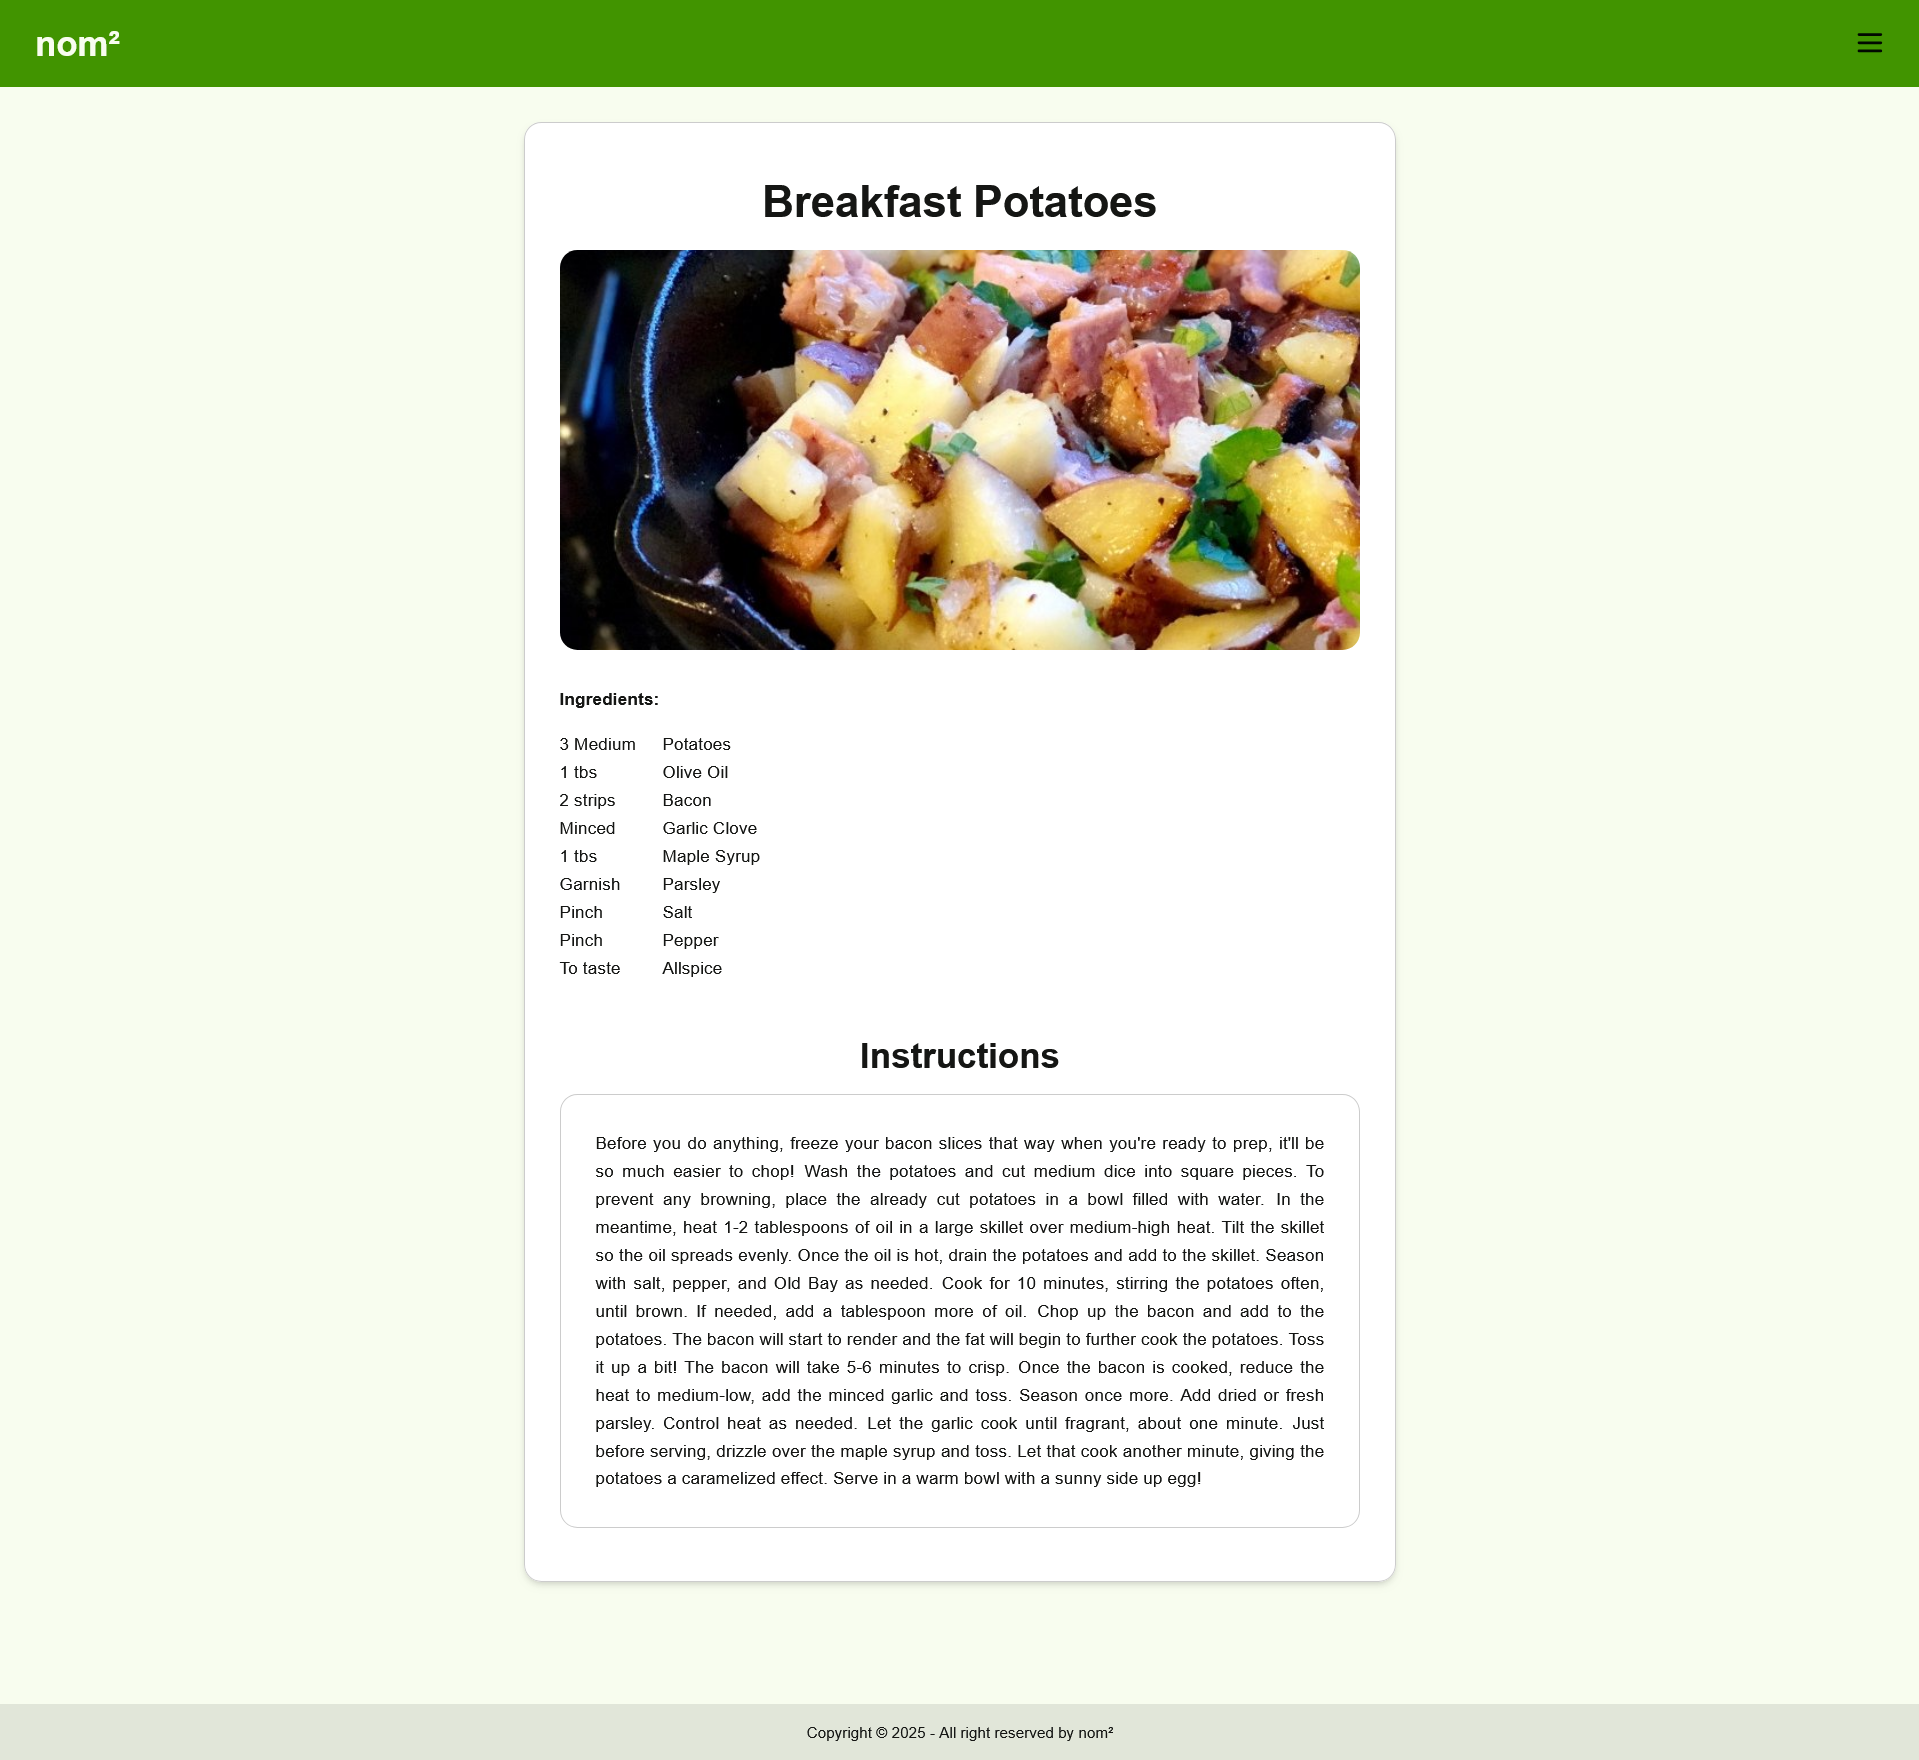 nom²
Breakfast Potatoes
Ingredients:
3 Medium Potatoes
1 tbs Olive Oil
2 strips Bacon
Minced Garlic Clove
1 tbs Maple Syrup
Garnish Parsley
Pinch Salt
Pinch Pepper
To taste Allspice
Instructions
Before you do anything, freeze your bacon slices that way when you're ready to prep, it'll be
so much easier to chop! Wash the potatoes and cut medium dice into square pieces. To
prevent any browning, place the already cut potatoes in a bowl filled with water. In the
meantime, heat 1-2 tablespoons of oil in a large skillet over medium-high heat. Tilt the skillet
so the oil spreads evenly. Once the oil is hot, drain the potatoes and add to the skillet. Season
with salt, pepper, and Old Bay as needed. Cook for 10 minutes, stirring the potatoes often,
until brown. If needed, add a tablespoon more of oil. Chop up the bacon and add to the
potatoes. The bacon will start to render and the fat will begin to further cook the potatoes. Toss
it up a bit! The bacon will take 5-6 minutes to crisp. Once the bacon is cooked, reduce the
heat to medium-low, add the minced garlic and toss. Season once more. Add dried or fresh
parsley. Control heat as needed. Let the garlic cook until fragrant, about one minute. Just
before serving, drizzle over the maple syrup and toss. Let that cook another minute, giving the
potatoes a caramelized effect. Serve in a warm bowl with a sunny side up egg!
Copyright © 2025 - All right reserved by nom²